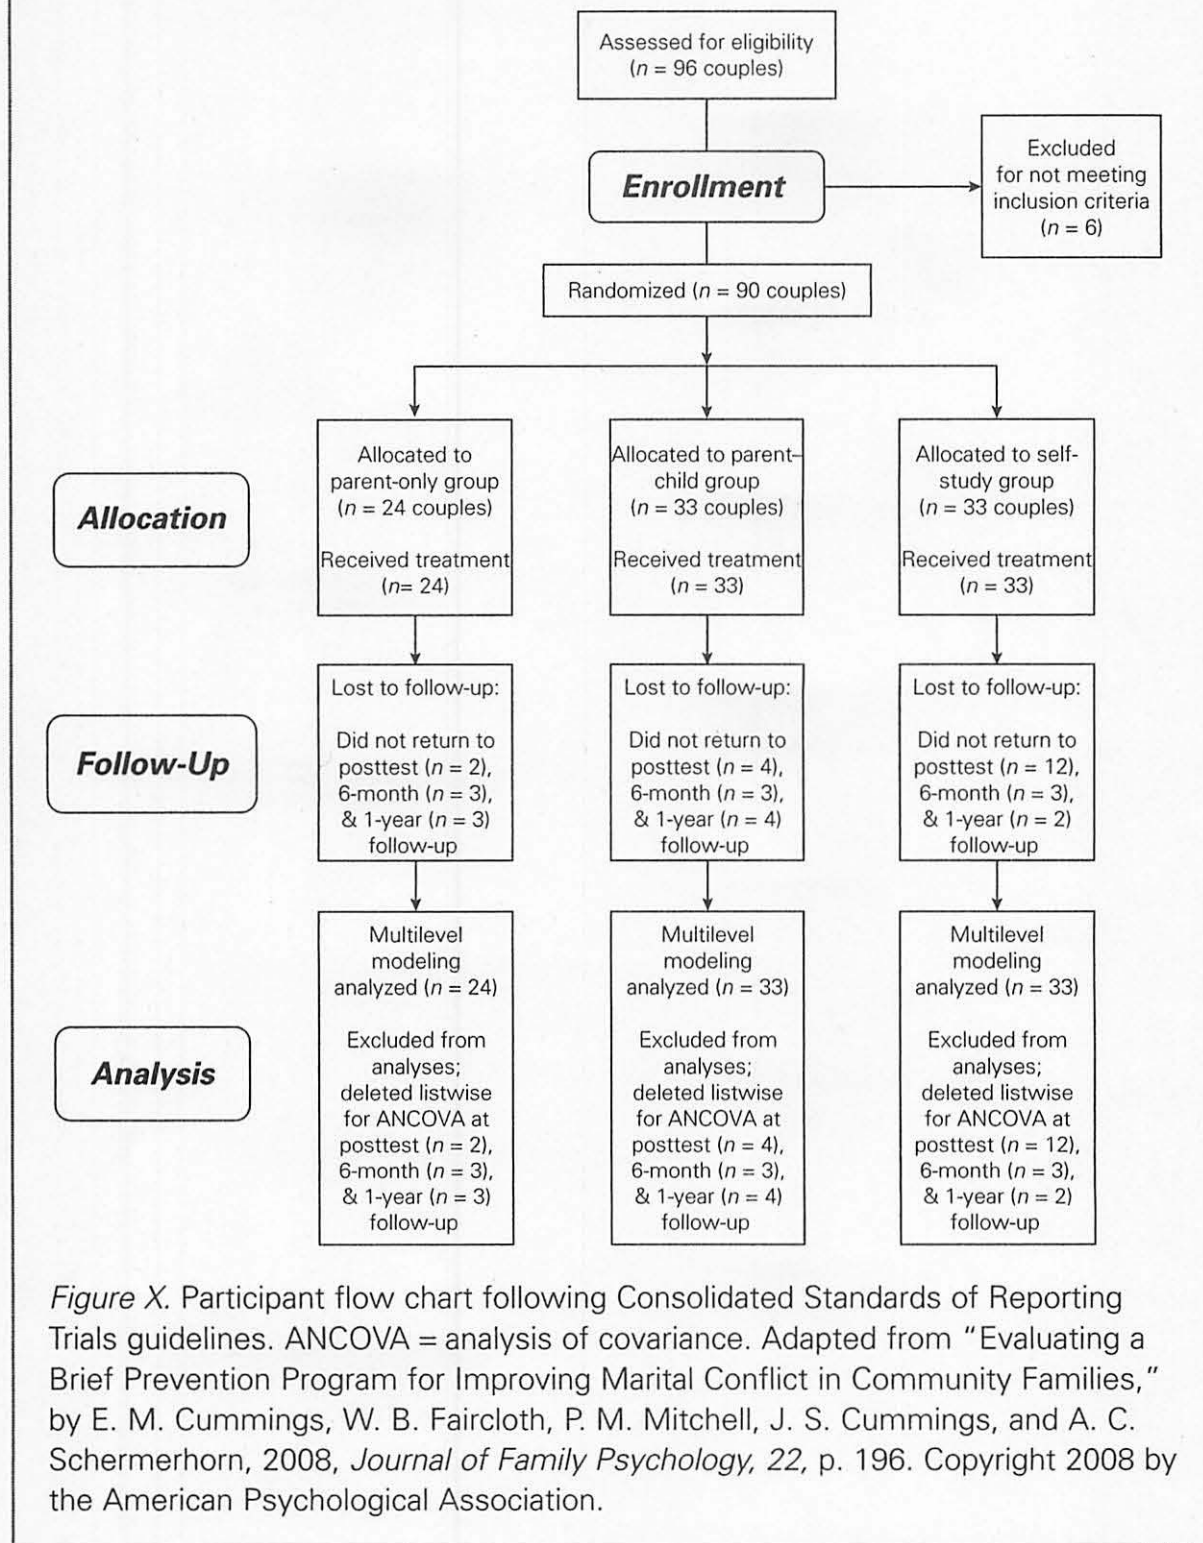 Assessed for eligibility
(n = 96 couples)
Enrollment
Excluded
for not meeting
inclusion criteria
(n = 6)
Randomized (n = 90 couples)
Allocation
Allocated to
parent-only group
(n = 24 couples)
Received treatment
(n= 24)
Allocated to parent–
child group
(n = 33 couples)
Received treatment
(n = 33)
Allocated to self-
study group
(n = 33 couples)
Received treatment
(n = 33)
Follow-Up
Lost to follow-up:
Did not return to
posttest (n = 2),
6-month (n = 3),
& 1-year (n = 3)
follow-up
Lost to follow-up:
Did not return to
posttest (n = 4),
6-month (n = 3),
& 1-year (n = 4)
follow-up
Lost to follow-up:
Did not return to
posttest (n = 12),
6-month (n = 3),
& 1-year (n = 2)
follow-up
Analysis
Multilevel
modeling
analyzed (n = 24)
Excluded from
analyses;
deleted listwise
for ANCOVA at
posttest (n = 2),
6-month (n = 3),
& 1-year (n = 3)
follow-up
Multilevel
modeling
analyzed (n = 33)
Excluded from
analyses;
deleted listwise
for ANCOVA at
posttest (n = 4),
6-month (n = 3),
& 1-year (n = 4)
follow-up
Multilevel
modeling
analyzed (n = 33)
Excluded from
analyses;
deleted listwise
for ANCOVA at
posttest (n = 12),
6-month (n = 3),
& 1-year (n = 2)
follow-up
Figure X. Participant flow chart following Consolidated Standards of Reporting
Trials guidelines. ANCOVA = analysis of covariance. Adapted from "Evaluating a
Brief Prevention Program for Improving Marital Conflict in Community Families,"
by E. M. Cummings, W. B. Faircloth, P. M. Mitchell, J. S. Cummings, and A. C.
Schermerhorn, 2008, Journal of Family Psychology, 22, p. 196. Copyright 2008 by
the American Psychological Association.